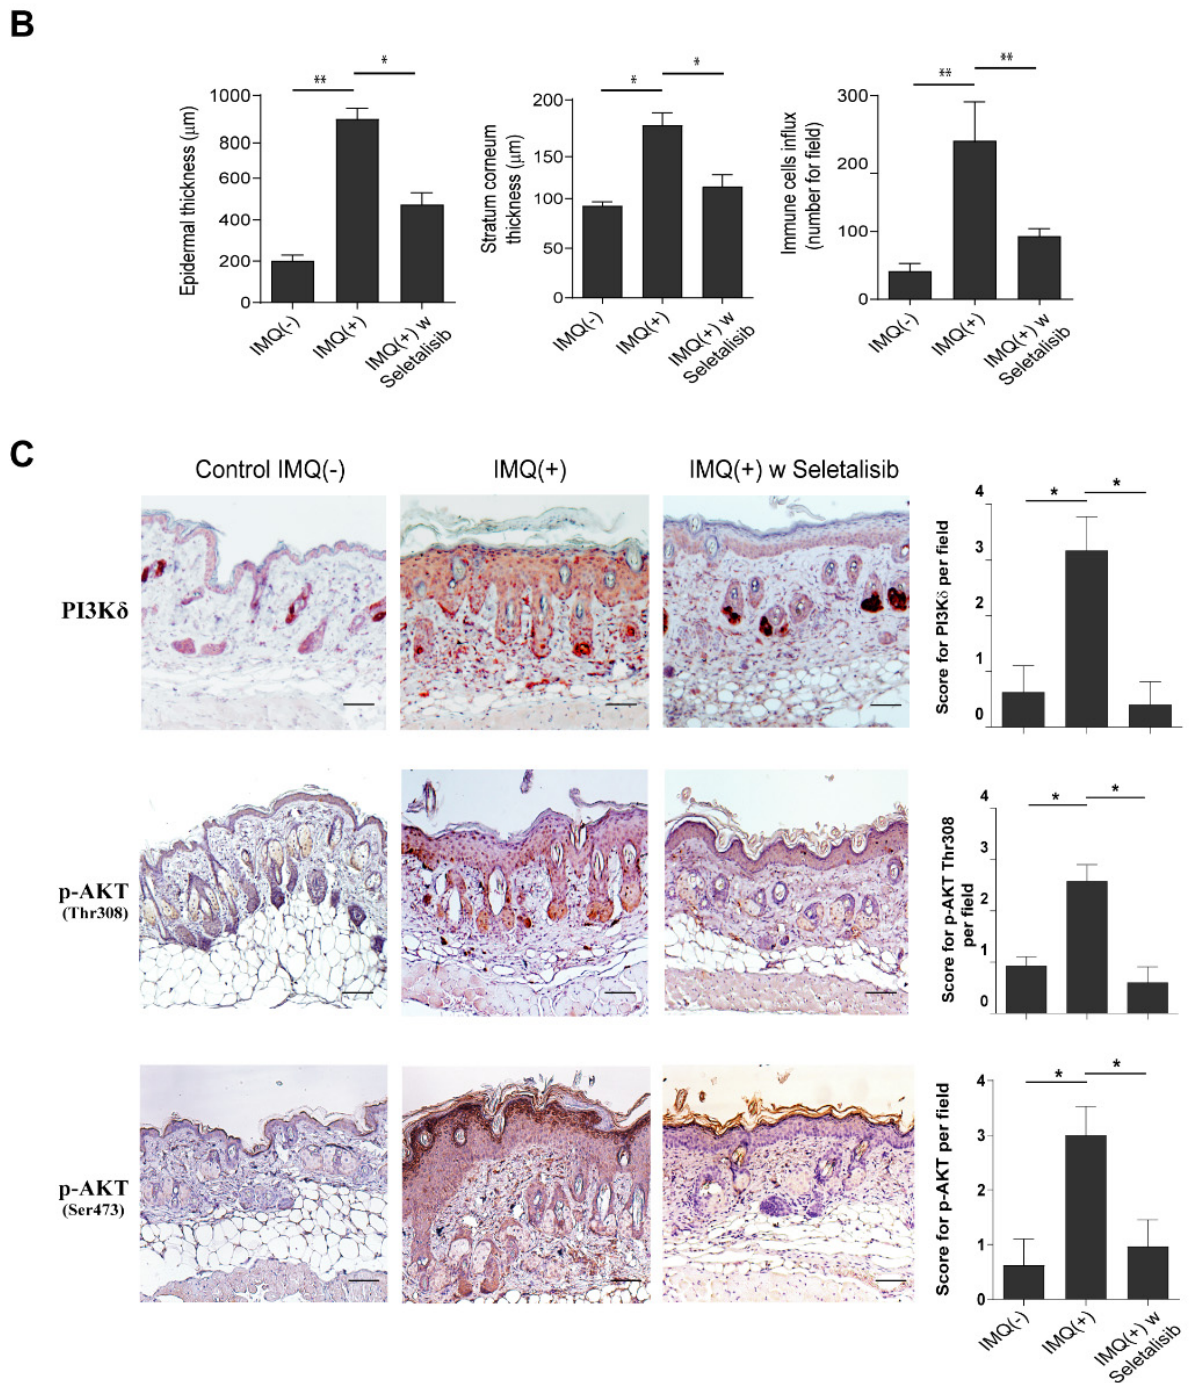 B
** *
* *
** **
Epidermal thickness (µm)
1000
800
600
400
200
0
IMQ(-)
IMQ(+)
IMQ(+) w
Seletalisib
Stratum corneum
thickness (µm)
200
150
100
50
0
IMQ(-)
IMQ(+)
IMQ(+) w
Seletalisib
Immune cells influx
(number for field)
300
200
100
0
IMQ(-)
IMQ(+)
IMQ(+) w
Seletalisib
C
Control IMQ(-)
IMQ(+)
IMQ(+) w Seletalisib
PI3Kδ
Score for PI3Kδ per field
4
3
2
1
0
* *
p-AKT
(Thr308)
Score for p-AKT Thr308
per field
4
3
2
1
0
* *
p-AKT
(Ser473)
Score for p-AKT per field
4
3
2
1
0
* *
IMQ(-)
IMQ(+)
IMQ(+) w
Seletalisib